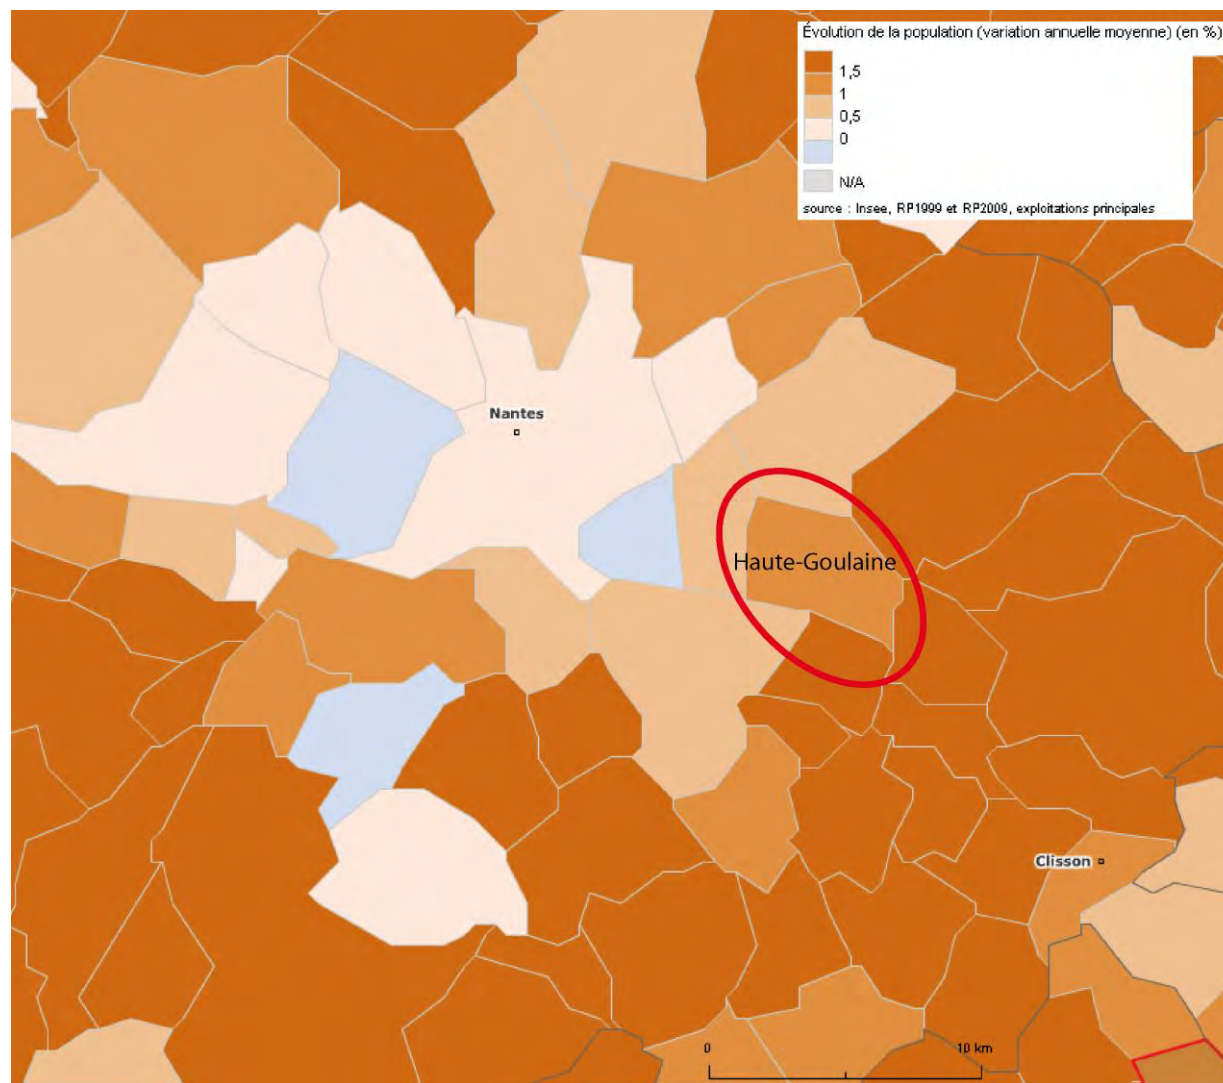 Évolution de la population (variation annuelle moyenne) (en %)
1,5
1
0,5
0
N/A
source : Insee, RP1999 et RP2009, exploitations principales
Nantes
Haute-Goulaine
Clisson
0 10 km